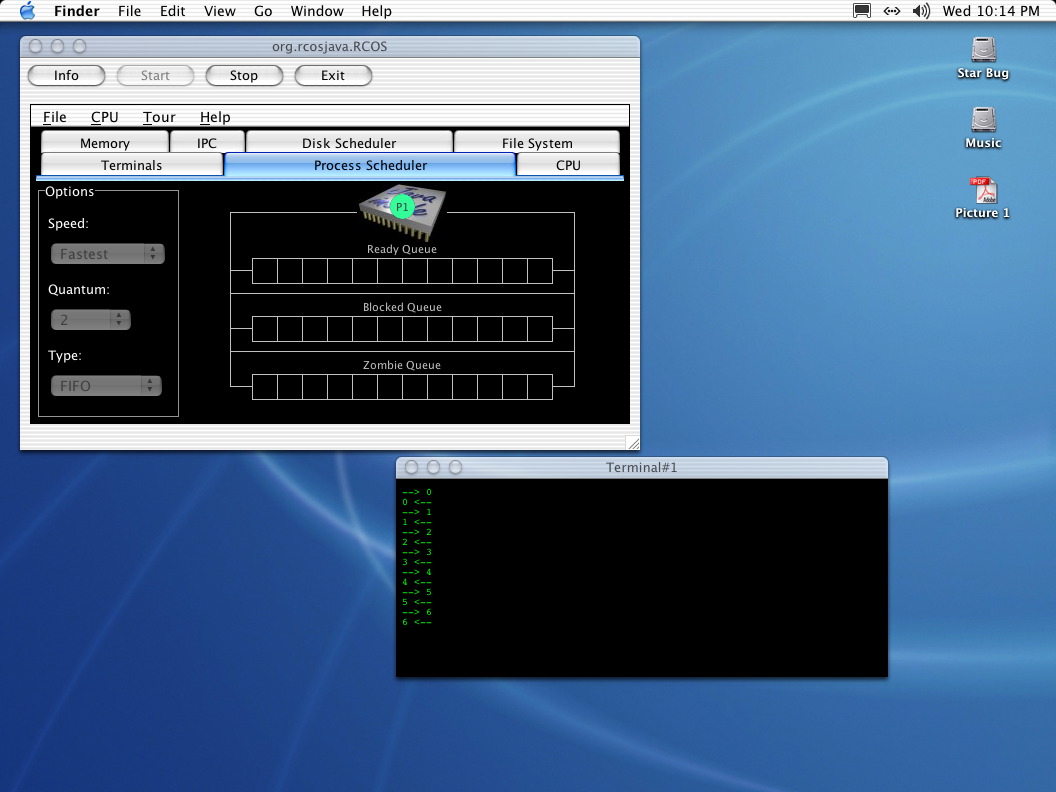 Finder File Edit View Go Window Help Wed 10:14 PM
org.rcosjava.RCOS
Info Start Stop Exit
File CPU Tour Help
Memory IPC Disk Scheduler File System
Terminals Process Scheduler CPU
Options
Speed:
Fastest
Quantum:
2
Type:
FIFO
Java
P1
Ready Queue
Blocked Queue
Zombie Queue
Star Bug
Music
PDF
Adobe
Picture 1
Terminal#1
--> 0
0 <--
--> 1
1 <--
--> 2
2 <--
--> 3
3 <--
--> 4
4 <--
--> 5
5 <--
--> 6
6 <--